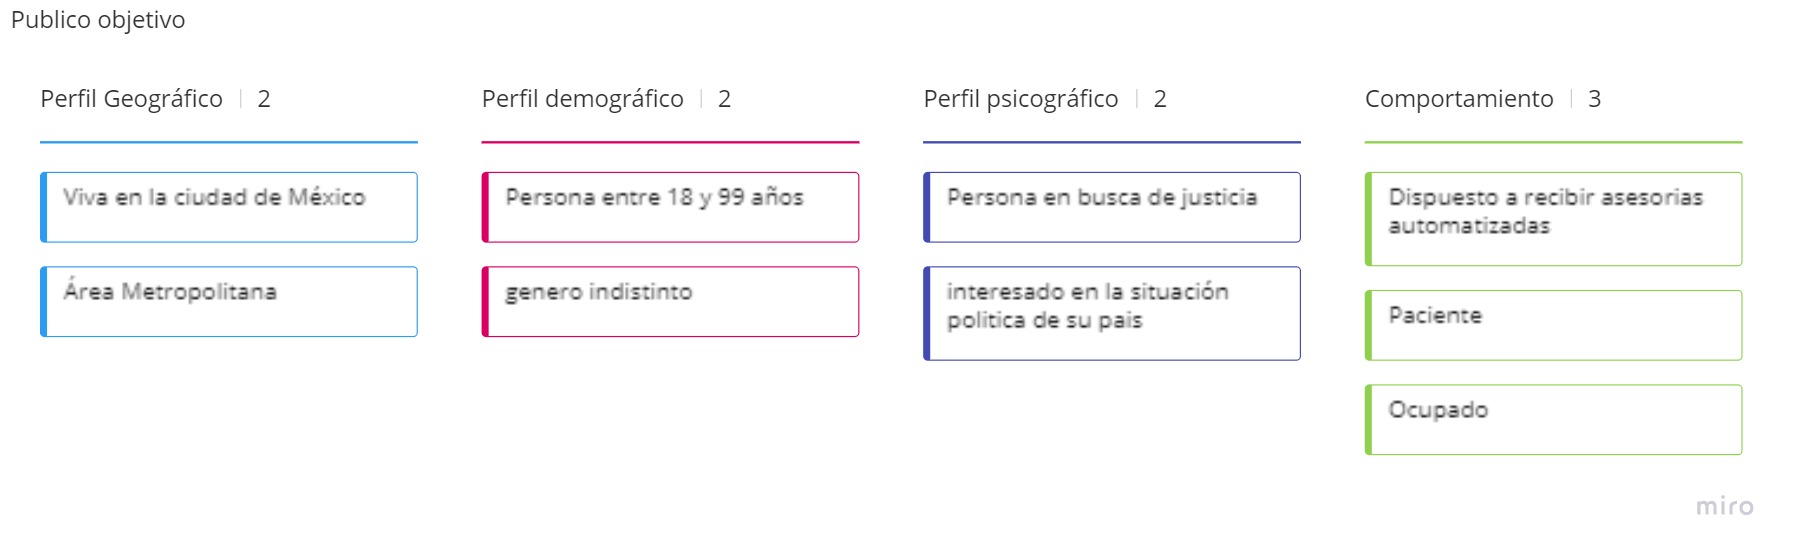 Publico objetivo
Perfil Geográfico | 2
Viva en la ciudad de México
Área Metropolitana
Perfil demográfico | 2
Persona entre 18 y 99 años
genero indistinto
Perfil psicográfico | 2
Persona en busca de justicia
interesado en la situación
politica de su pais
Comportamiento | 3
Dispuesto a recibir asesorias
automatizadas
Paciente
Ocupado
miro